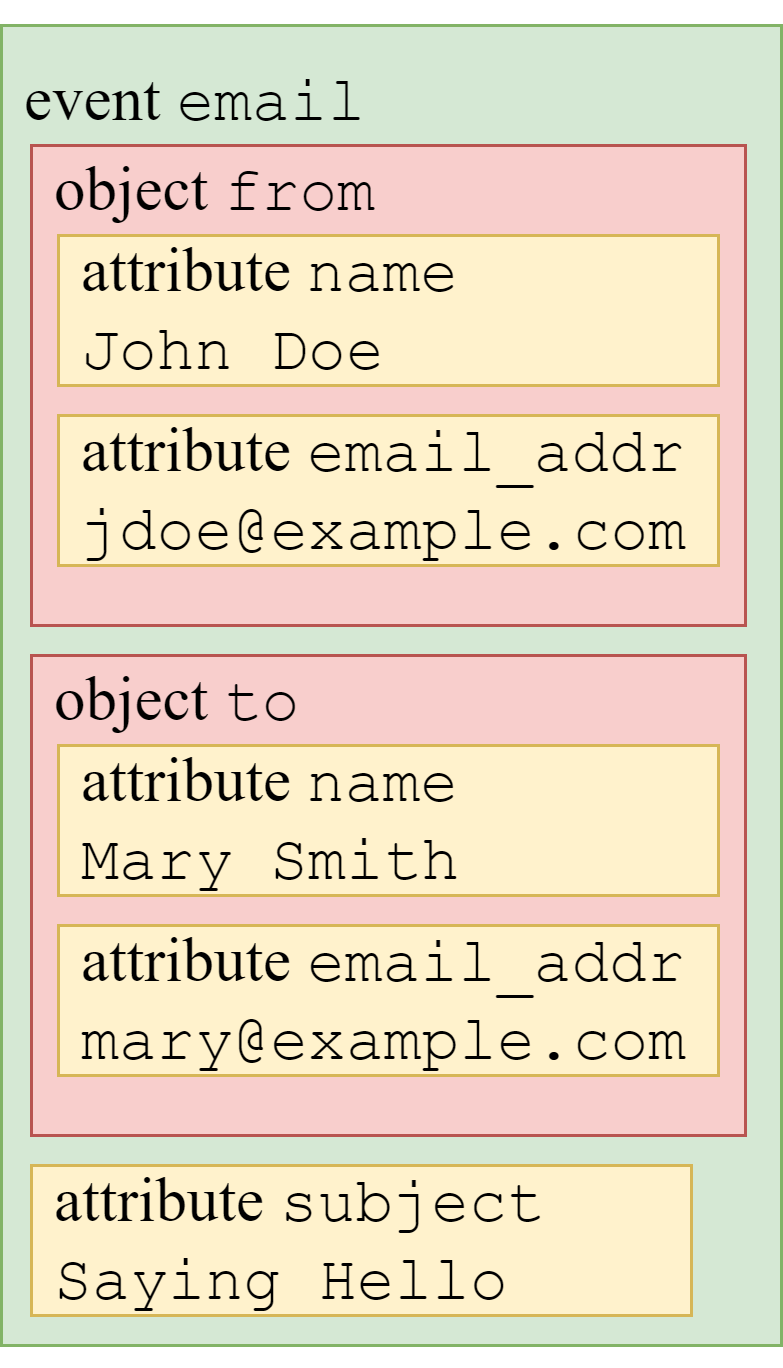 event email
object from
attribute name
John Doe
attribute email_addr
jdoe@example.com
object to
attribute name
Mary Smith
attribute email_addr
mary@example.com
attribute subject
Saying Hello